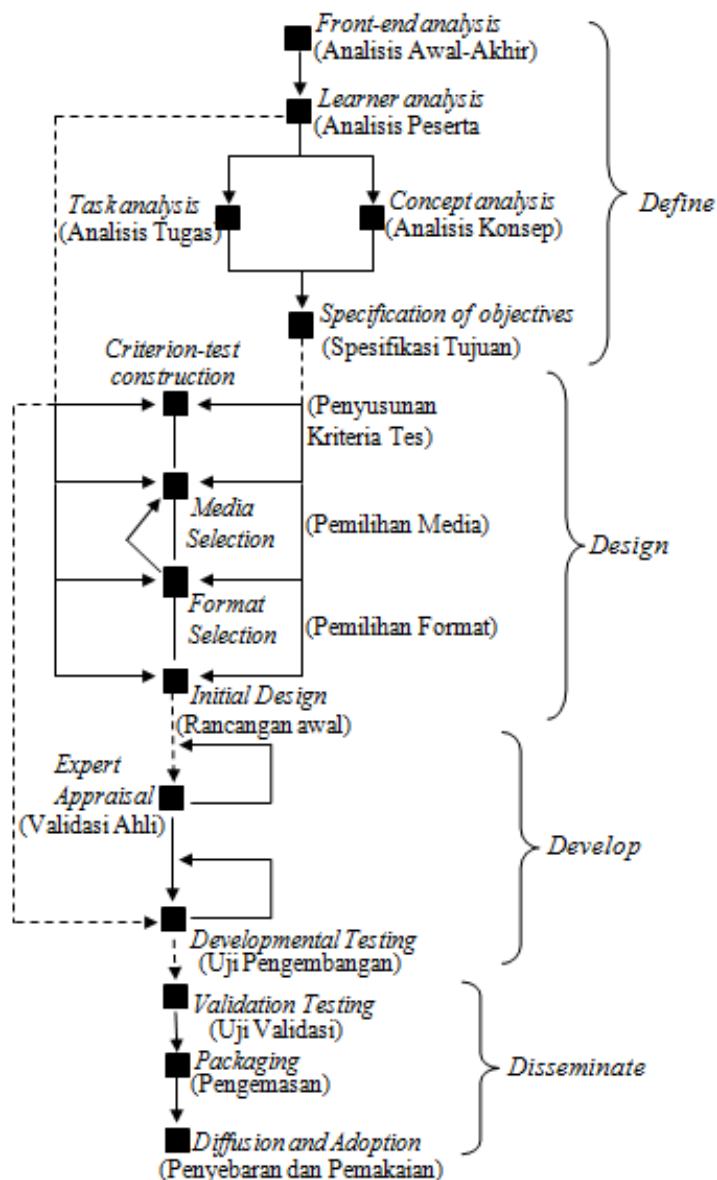 Front-end analysis
(Analisis Awal-Akhir)
Learner analysis
(Analisis Peserta
Task analysis
(Analisis Tugas)
Concept analysis
(Analisis Konsep)
Define
Specification of objectives
(Spesifikasi Tujuan)
Criterion-test
construction
(Penyusunan
Kriteria Tes)
Media
Selection
(Pemilihan Media)
Design
Format
Selection
(Pemilihan Format)
Initial Design
(Rancangan awal)
Expert
Appraisal
(Validasi Ahli)
Develop
Developmental Testing
(Uji Pengembangan)
Validation Testing
(Uji Validasi)
Packaging
(Pengemasan)
Disseminate
Diffusion and Adoption
(Penyebaran dan Pemakaian)